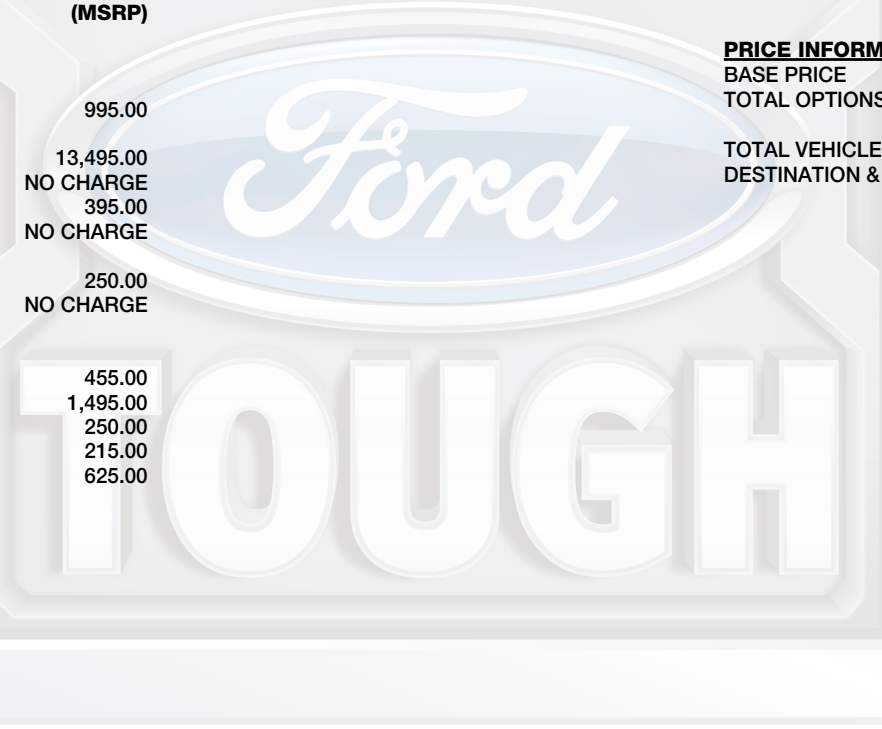 (MSRP)
995.00
13,495.00
NO CHARGE
395.00
NO CHARGE
250.00
NO CHARGE
455.00
1,495.00
250.00
215.00
625.00
PRICE INFORM
BASE PRICE
TOTAL OPTIONS
TOTAL VEHICLE
DESTINATION &
Ford
TOUGH